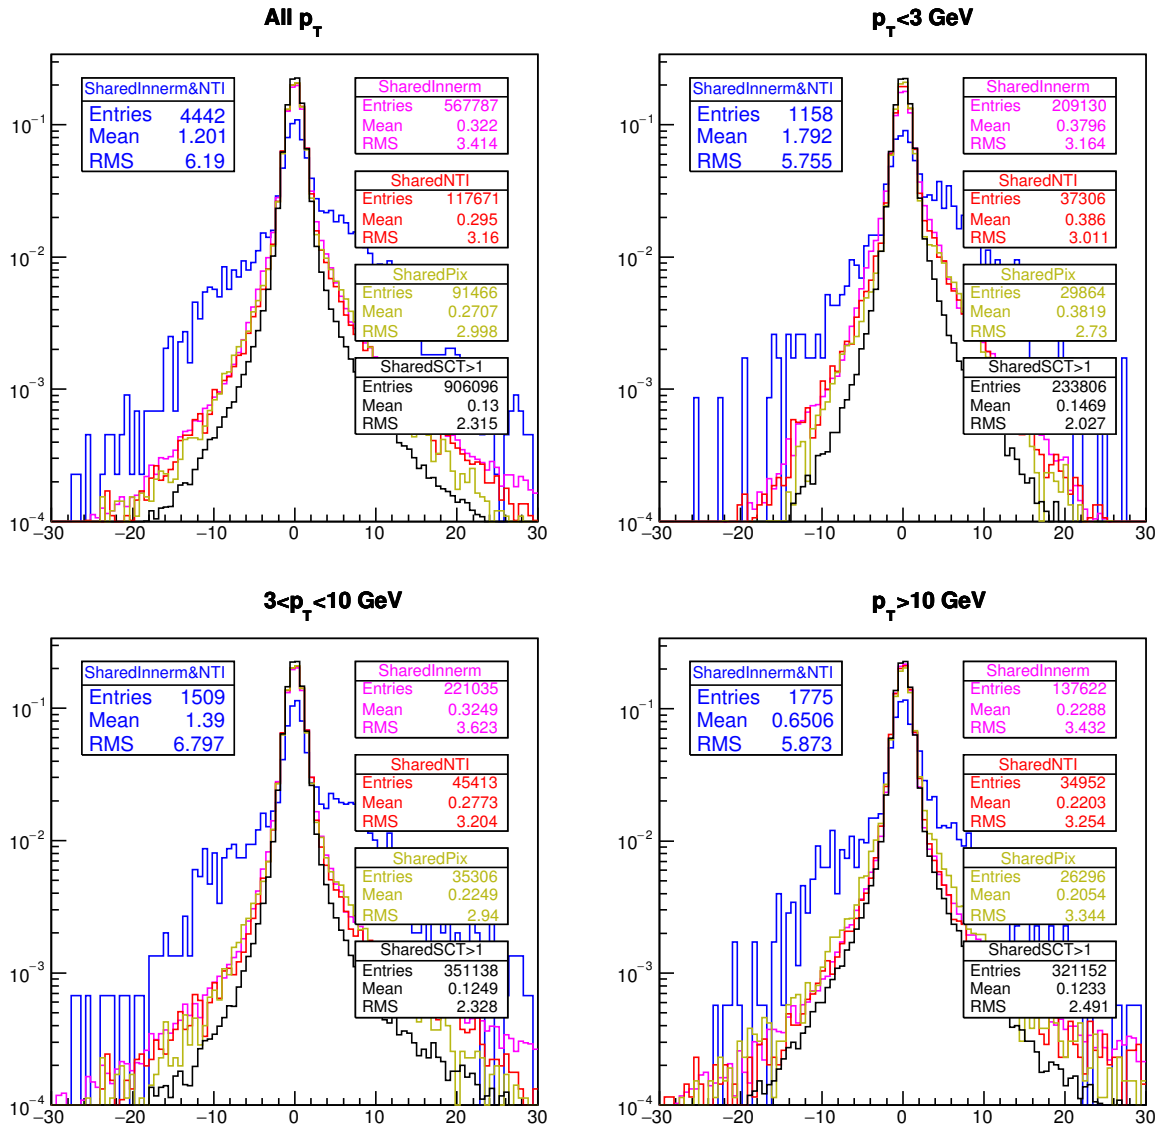 All pT
SharedInnerm&NTI
Entries 4442
Mean 1.201
RMS 6.19
SharedInnerm
Entries 567787
Mean 0.322
RMS 3.414
SharedNTI
Entries 117671
Mean 0.295
RMS 3.16
SharedPix
Entries 91466
Mean 0.2707
RMS 2.998
SharedSCT>1
Entries 906096
Mean 0.13
RMS 2.315
10−1
10−2
10−3
10−4
−30 −20 −10 0 10 20 30
pT<3 GeV
SharedInnerm&NTI
Entries 1158
Mean 1.792
RMS 5.755
SharedInnerm
Entries 209130
Mean 0.3796
RMS 3.164
SharedNTI
Entries 37306
Mean 0.386
RMS 3.011
SharedPix
Entries 29864
Mean 0.3819
RMS 2.73
SharedSCT>1
Entries 233806
Mean 0.1469
RMS 2.027
10−1
10−2
10−3
10−4
−30 −20 −10 0 10 20 30
3<pT<10 GeV
SharedInnerm&NTI
Entries 1509
Mean 1.39
RMS 6.797
SharedInnerm
Entries 221035
Mean 0.3249
RMS 3.623
SharedNTI
Entries 45413
Mean 0.2773
RMS 3.204
SharedPix
Entries 35306
Mean 0.2249
RMS 2.94
SharedSCT>1
Entries 351138
Mean 0.1249
RMS 2.328
10−1
10−2
10−3
10−4
−30 −20 −10 0 10 20 30
pT>10 GeV
SharedInnerm&NTI
Entries 1775
Mean 0.6506
RMS 5.873
SharedInnerm
Entries 137622
Mean 0.2288
RMS 3.432
SharedNTI
Entries 34952
Mean 0.2203
RMS 3.254
SharedPix
Entries 26296
Mean 0.2054
RMS 3.344
SharedSCT>1
Entries 321152
Mean 0.1233
RMS 2.491
10−1
10−2
10−3
10−4
−30 −20 −10 0 10 20 30